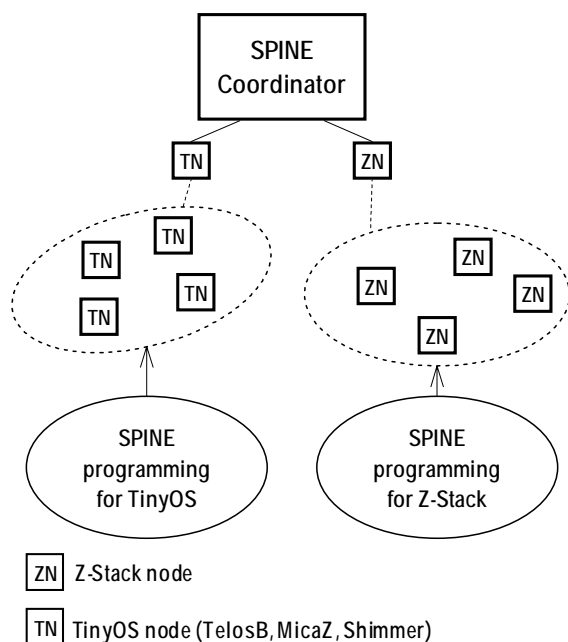 SPINE
Coordinator
TN
ZN
TN
TN
TN
TN
ZN
ZN
ZN
ZN
SPINE
programming
for TinyOS
SPINE
programming
for Z-Stack
ZN Z-Stack node
TN TinyOS node (TelosB, MicaZ, Shimmer)